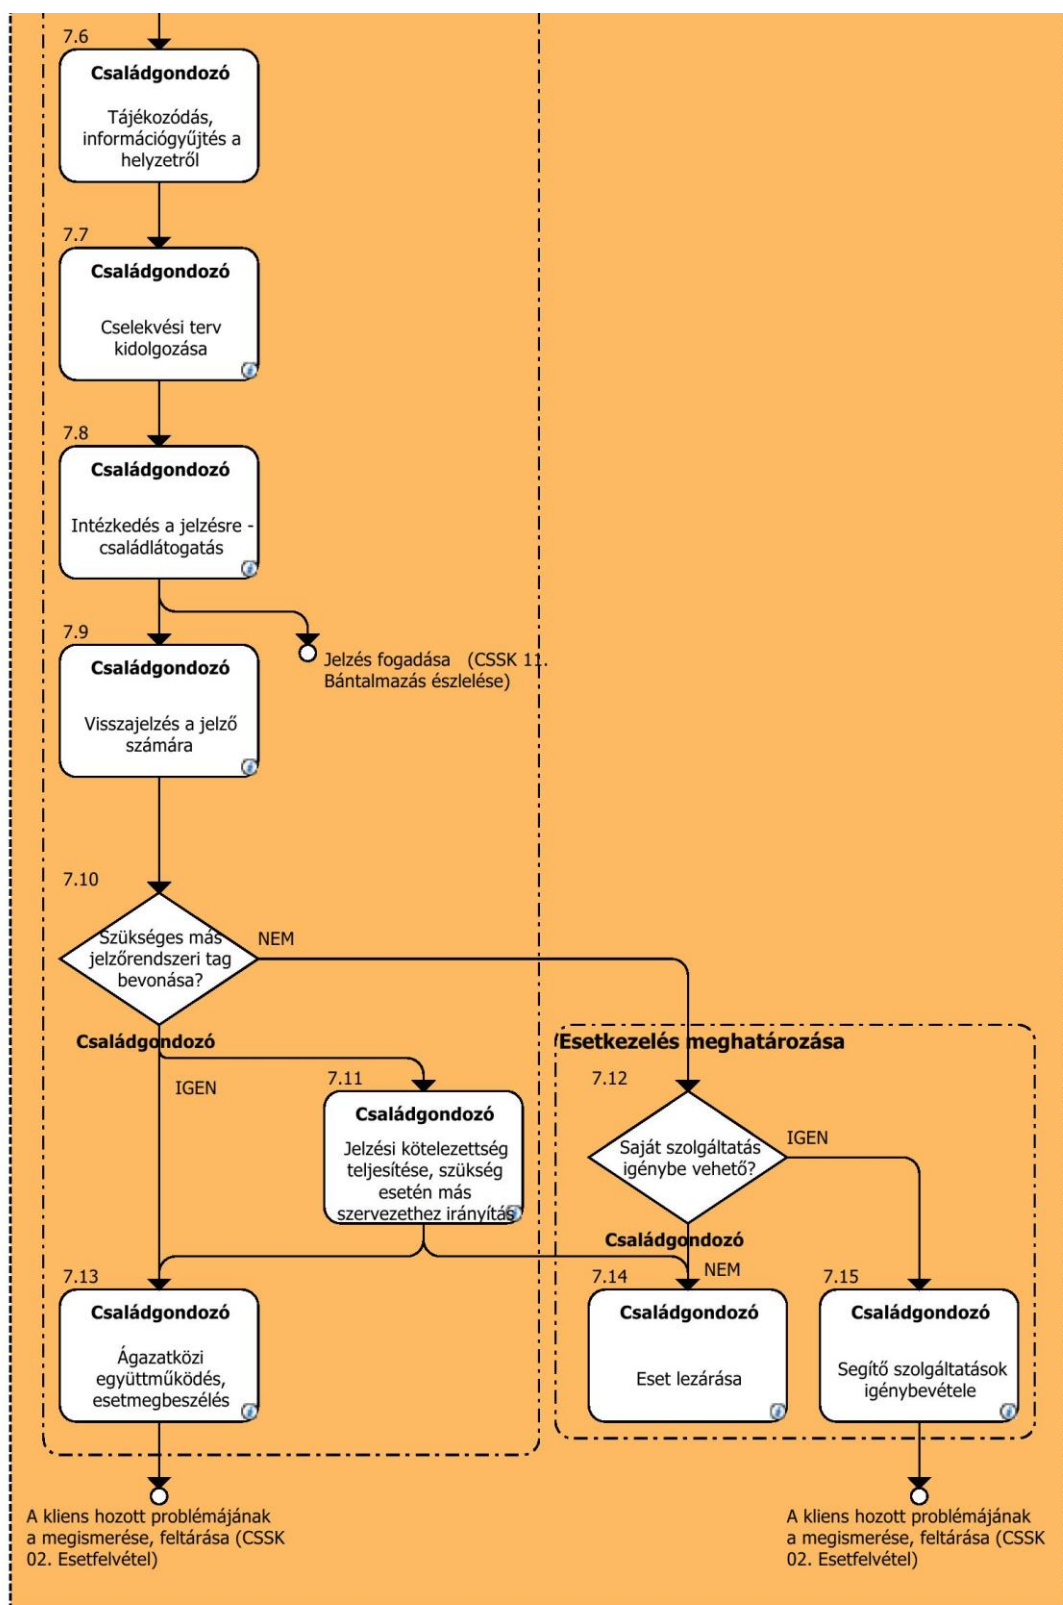 7.6
Családgondozó
Tájékozódás,
információgyűjtés a
helyzetről
7.7
Családgondozó
Cselekvési terv
kidolgozása
7.8
Családgondozó
Intézkedés a jelzésre -
családlátogatás
7.9
Családgondozó
Visszajelzés a jelző
számára
Jelzés fogadása (CSSK 11.
Bántalmazás észlelése)
7.10
Szükséges más
jelzőrendszeri tag
bevonása?
NEM
Családgondozó
IGEN
7.11
Családgondozó
Jelzési kötelezettség
teljesítése, szükség
esetén más
szervezethez irányítás
Esetkezelés meghatározása
7.12
Saját szolgáltatás
igénybe vehető?
IGEN
Családgondozó
NEM
7.13
Családgondozó
Ágazatközi
együttműködés,
esetmegbeszélés
7.14
Családgondozó
Eset lezárása
7.15
Családgondozó
Segítő szolgáltatások
igénybevétele
A kliens hozott problémájának
a megismerése, feltárása (CSSK
02. Esetfelvétel)
A kliens hozott problémájának
a megismerése, feltárása (CSSK
02. Esetfelvétel)